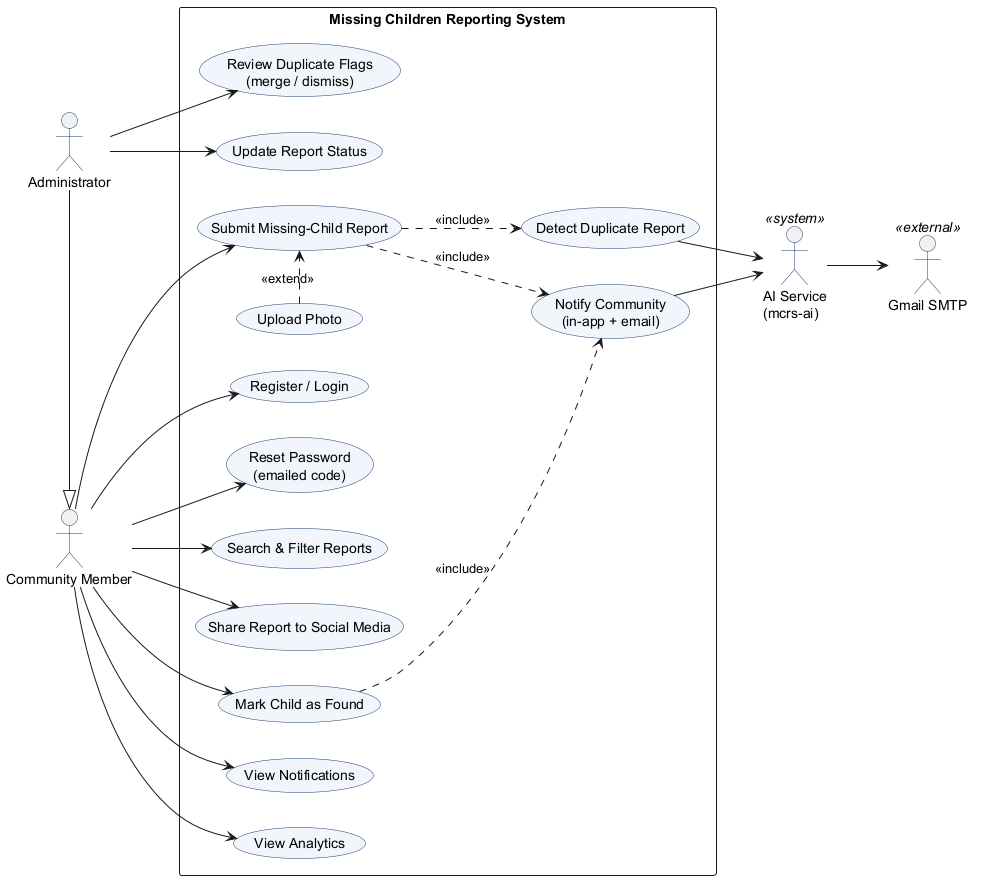 Missing Children Reporting System
Review Duplicate Flags
(merge / dismiss)
Administrator
Update Report Status
Submit Missing-Child Report
«include»
Detect Duplicate Report
«include»
«extend»
Upload Photo
Notify Community
(in-app + email)
«system»
AI Service
(mcrs-ai)
«external»
Gmail SMTP
Register / Login
Reset Password
(emailed code)
Search & Filter Reports
Community Member
«include»
Share Report to Social Media
Mark Child as Found
View Notifications
View Analytics